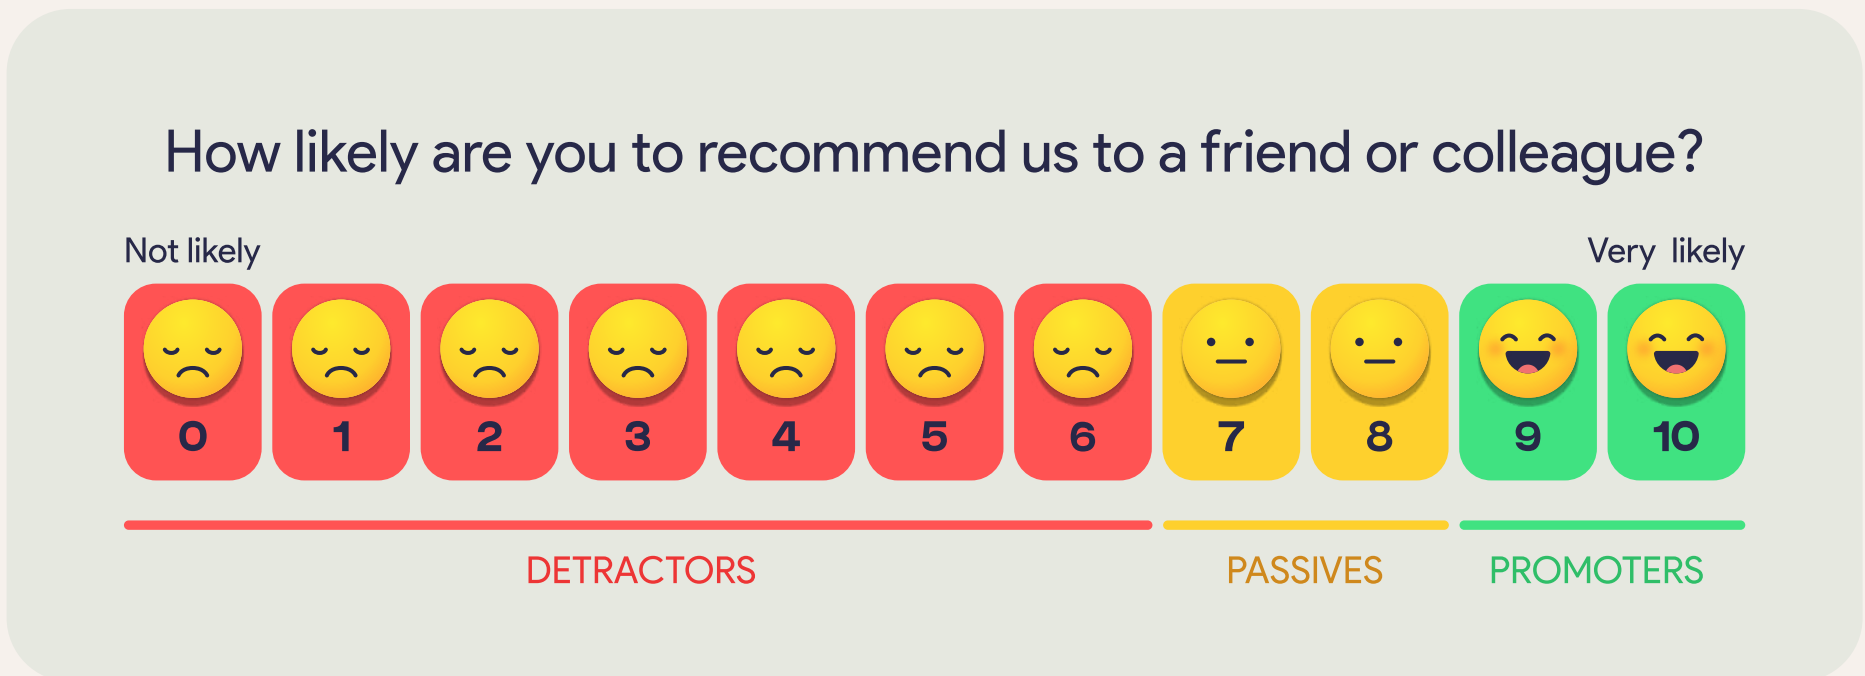 How likely are you to recommend us to a friend or colleague?
Not likely Very likely
0 1 2 3 4 5 6 7 8 9 10
DETRACTORS PASSIVES PROMOTERS